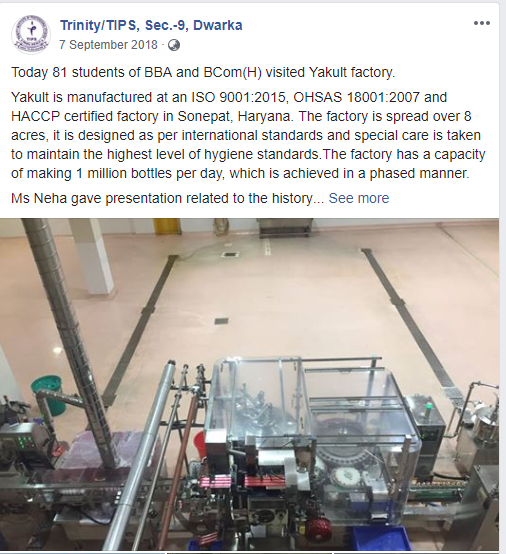 Trinity/TIPS, Sec.-9, Dwarka
7 September 2018 ·
Today 81 students of BBA and BCom(H) visited Yakult factory.
Yakult is manufactured at an ISO 9001:2015, OHSAS 18001:2007 and
HACCP certified factory in Sonepat, Haryana. The factory is spread over 8
acres, it is designed as per international standards and special care is taken
to maintain the highest level of hygiene standards.The factory has a capacity
of making 1 million bottles per day, which is achieved in a phased manner.
Ms Neha gave presentation related to the history... See more